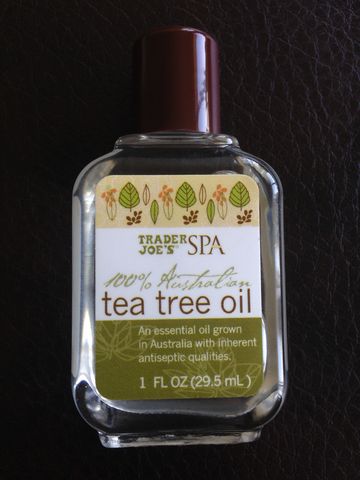 TRADER JOE'S SPA
100% Australian
tea tree oil
An essential oil grown
in Australia with inherent
antiseptic qualities.
1 FL OZ (29.5 mL)